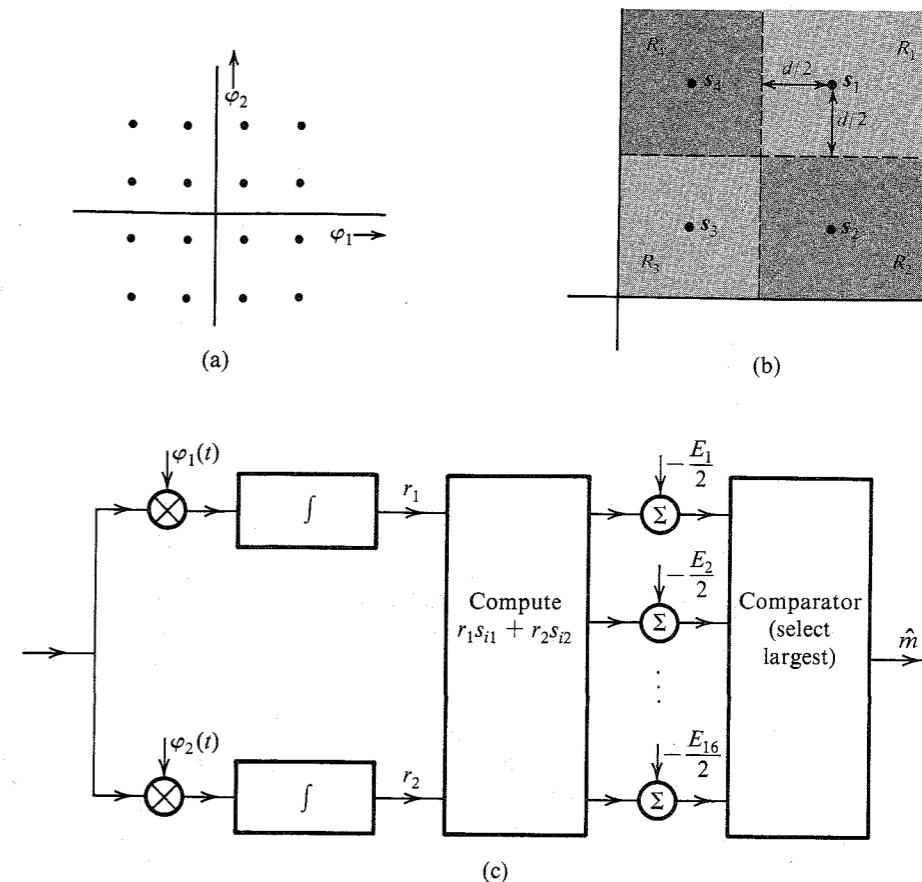 φ₂
φ₁
(a)
R₄ R₁
s₄ d/2 s₁
d/2
s₃ s₂
R₃ R₂
(b)
φ₁(t)
∫
r₁
Compute
r₁sᵢ₁ + r₂sᵢ₂
−E₁/2
Σ
−E₂/2
Σ
⋮
−E₁₆/2
Σ
Comparator
(select
largest)
m̂
φ₂(t)
∫
r₂
(c)